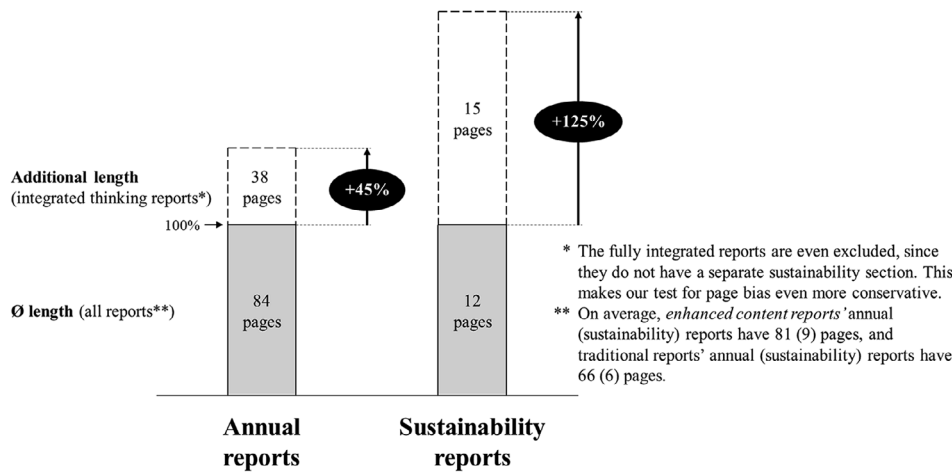 15
pages
+125%
Additional length
(integrated thinking reports*)
38
pages
+45%
100%
* The fully integrated reports are even excluded, since
they do not have a separate sustainability section. This
makes our test for page bias even more conservative.
** On average, enhanced content reports’ annual
(sustainability) reports have 81 (9) pages, and
traditional reports’ annual (sustainability) reports have
66 (6) pages.
Ø length (all reports**)
84
pages
12
pages
Annual
reports
Sustainability
reports